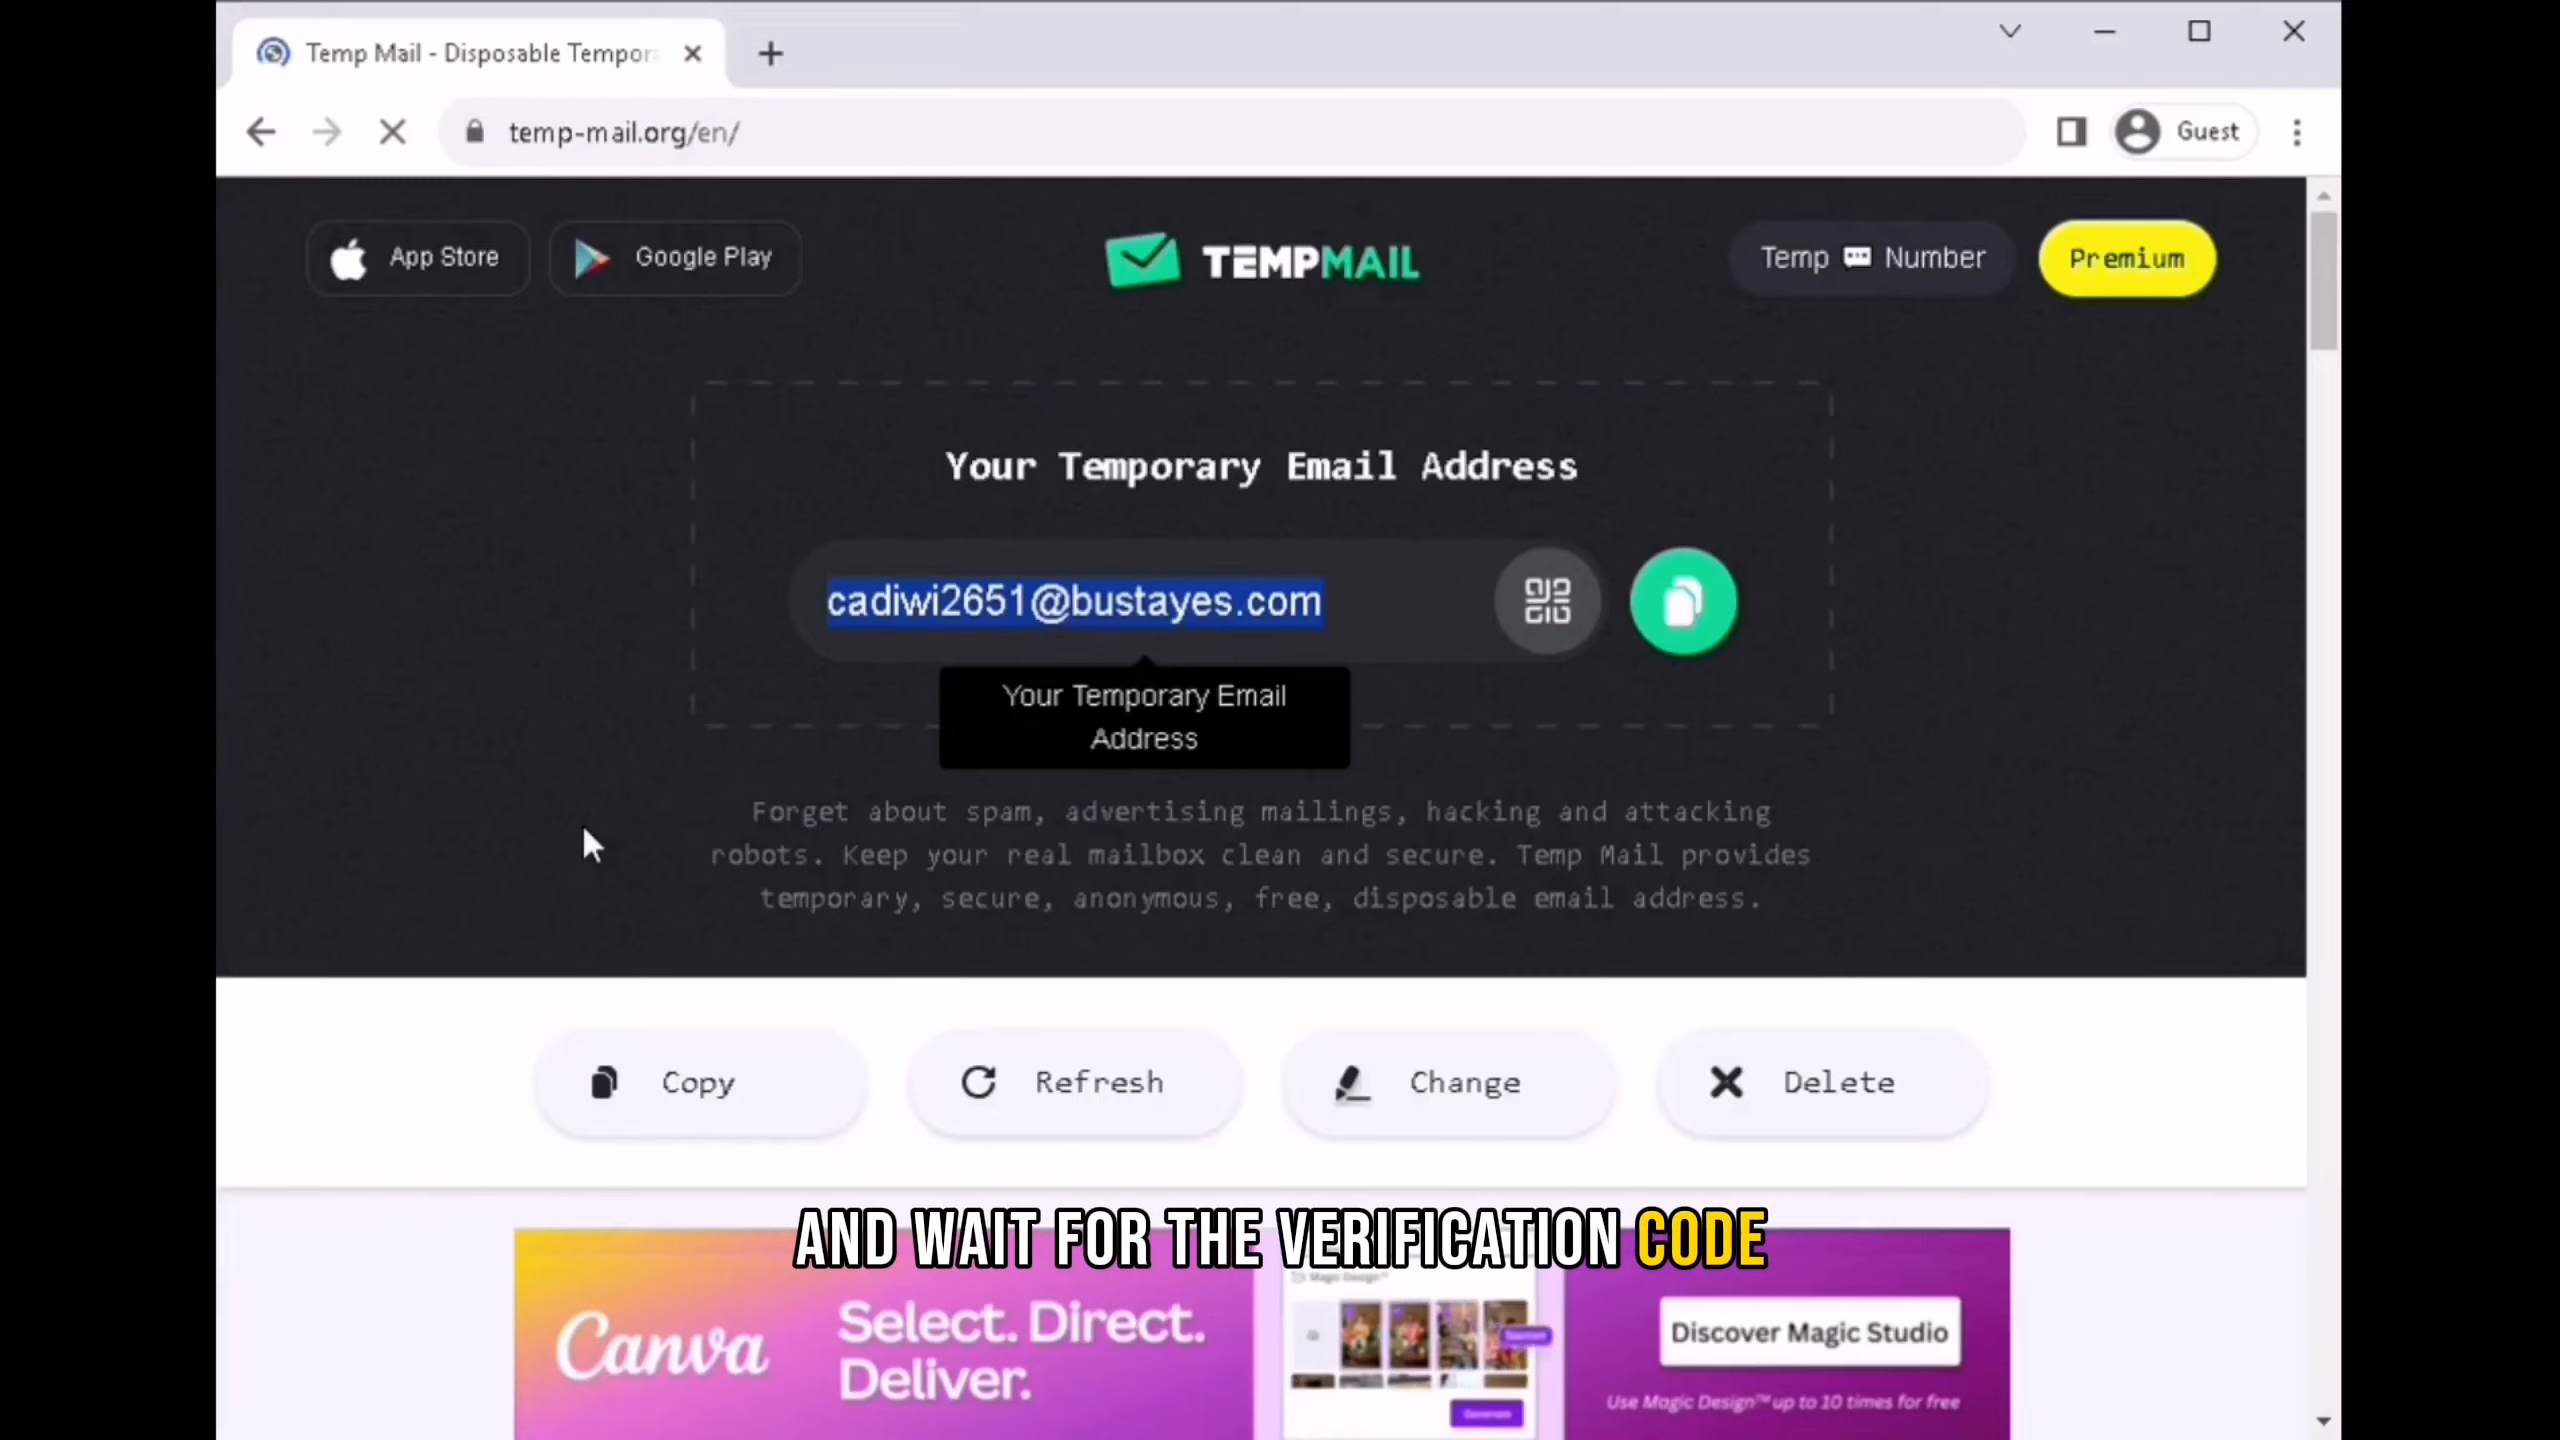 Temp Mail - Disposable Tempor
temp-mail.org/en/
Guest
App Store
Google Play
TEMPMAIL
Temp Number
Premium
Your Temporary Email Address
cadiwi2651@bustayes.com
Your Temporary Email
Address
Forget about spam, advertising mailings, hacking and attacking
robots. Keep your real mailbox clean and secure. Temp Mail provides
temporary, secure, anonymous, free, disposable email address.
Copy
Refresh
Change
Delete
AND WAIT FOR THE VERIFICATION CODE
Canva
Select. Direct.
Deliver.
Magic Design™
Discover Magic Studio
Use Magic Design™ up to 10 times for free